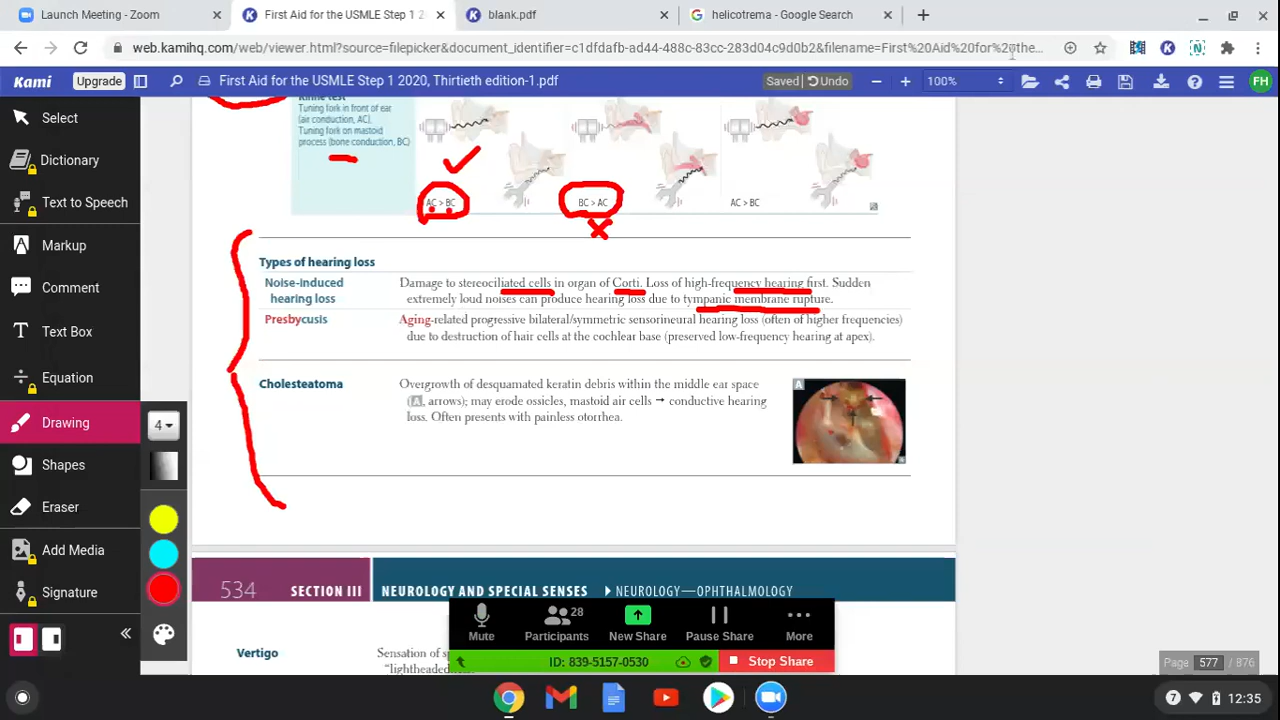 Launch Meeting - Zoom
First Aid for the USMLE Step 1 20
blank.pdf
helicotrema - Google Search
web.kamihq.com/web/viewer.html?source=filepicker&document_identifier=c1dfdafb-ad44-488c-83cc-283d04c9d0b2&filename=First%20Aid%20for%20the...
Kami
Upgrade
First Aid for the USMLE Step 1 2020, Thirtieth edition-1.pdf
Saved
Undo
100%
FH
Select
Dictionary
Text to Speech
Markup
Comment
Text Box
Equation
Drawing
4
Shapes
Eraser
Add Media
Signature
Rinne test
Tuning fork in front of ear
(air conduction, AC),
Tuning fork on mastoid
process (bone conduction, BC)
AC > BC
BC > AC
AC > BC
Types of hearing loss
Noise-induced
hearing loss
Damage to stereociliated cells in organ of Corti. Loss of high-frequency hearing first. Sudden
extremely loud noises can produce hearing loss due to tympanic membrane rupture.
Presbycusis
Aging-related progressive bilateral/symmetric sensorineural hearing loss (often of higher frequencies)
due to destruction of hair cells at the cochlear base (preserved low-frequency hearing at apex).
Cholesteatoma
Overgrowth of desquamated keratin debris within the middle ear space
(A, arrows); may erode ossicles, mastoid air cells → conductive hearing
loss. Often presents with painless otorrhea.
A
534
SECTION III
NEUROLOGY AND SPECIAL SENSES
NEUROLOGY—OPHTHALMOLOGY
Vertigo
Sensation of
"lightheaded
Mute
Participants
28
New Share
Pause Share
More
ID: 839-5157-0530
Stop Share
Page 577 / 876
7
12:35